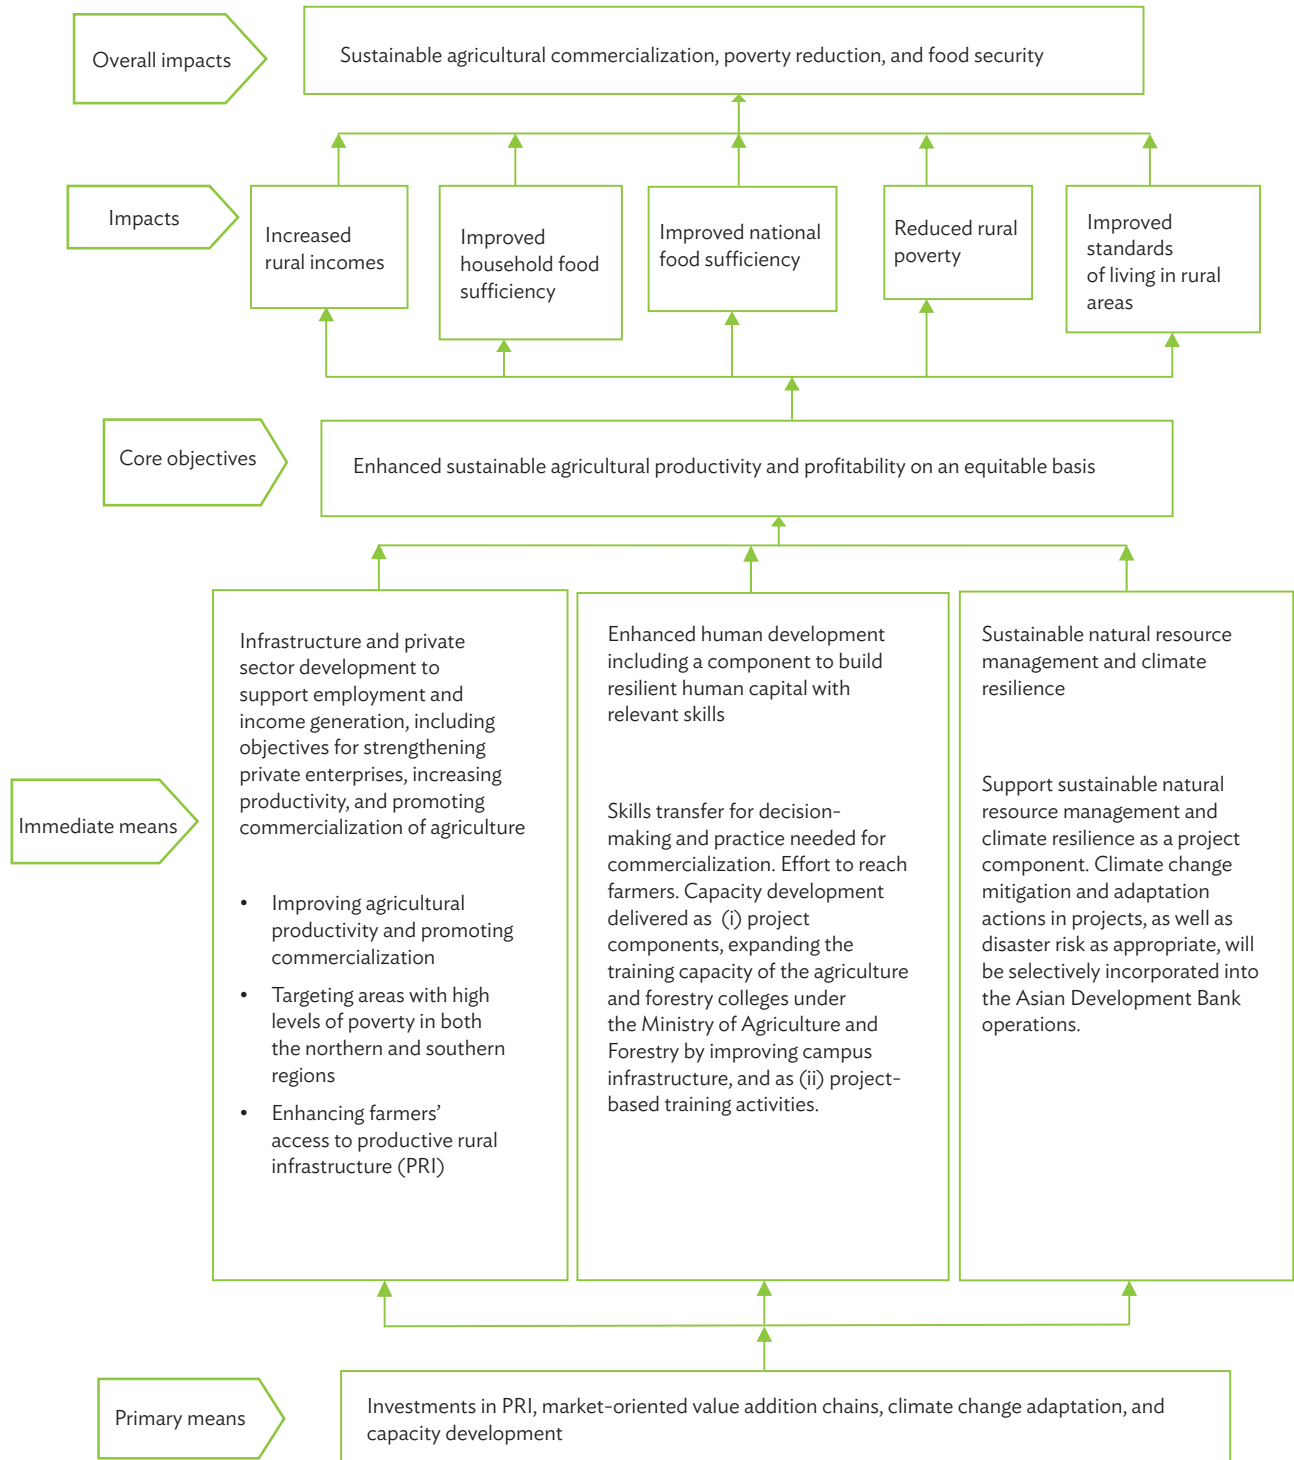 Overall impacts
Sustainable agricultural commercialization, poverty reduction, and food security
Impacts
Increased
rural incomes
Improved
household food
sufficiency
Improved national
food sufficiency
Reduced rural
poverty
Improved
standards
of living in rural
areas
Core objectives
Enhanced sustainable agricultural productivity and profitability on an equitable basis
Immediate means
Infrastructure and private
sector development to
support employment and
income generation, including
objectives for strengthening
private enterprises, increasing
productivity, and promoting
commercialization of agriculture
• Improving agricultural
productivity and promoting
commercialization
• Targeting areas with high
levels of poverty in both
the northern and southern
regions
• Enhancing farmers’
access to productive rural
infrastructure (PRI)
Enhanced human development
including a component to build
resilient human capital with
relevant skills
Skills transfer for decision-
making and practice needed for
commercialization. Effort to reach
farmers. Capacity development
delivered as (i) project
components, expanding the
training capacity of the agriculture
and forestry colleges under
the Ministry of Agriculture and
Forestry by improving campus
infrastructure, and as (ii) project-
based training activities.
Sustainable natural resource
management and climate
resilience
Support sustainable natural
resource management and
climate resilience as a project
component. Climate change
mitigation and adaptation
actions in projects, as well as
disaster risk as appropriate, will
be selectively incorporated into
the Asian Development Bank
operations.
Primary means
Investments in PRI, market-oriented value addition chains, climate change adaptation, and
capacity development